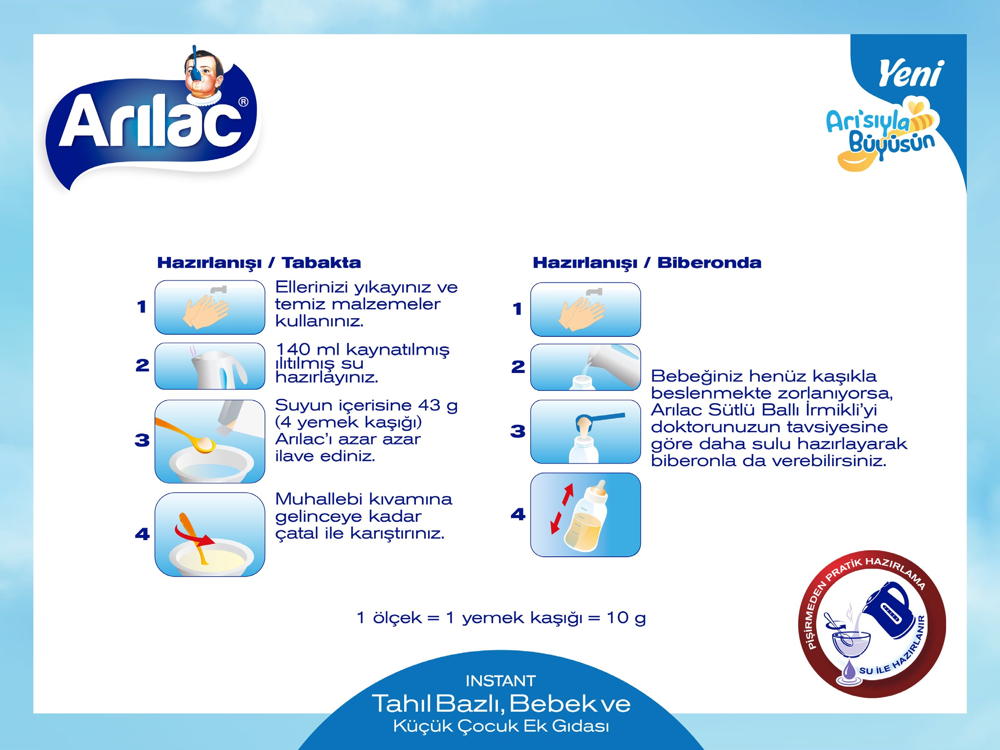 Arılac®
Yeni
Arı'sıyla
Büyüsün
Hazırlanışı / Tabakta
1
Ellerinizi yıkayınız ve
temiz malzemeler
kullanınız.
2
140 ml kaynatılmış
ılıtılmış su
hazırlayınız.
3
Suyun içerisine 43 g
(4 yemek kaşığı)
Arılac’ı azar azar
ilave ediniz.
4
Muhallebi kıvamına
gelinceye kadar
çatal ile karıştırınız.
Hazırlanışı / Biberonda
1
2
3
4
Bebeğiniz henüz kaşıkla
beslenmekte zorlanıyorsa,
Arılac Sütlü Ballı İrmikli’yi
doktorunuzun tavsiyesine
göre daha sulu hazırlayarak
biberonla da verebilirsiniz.
1 ölçek = 1 yemek kaşığı = 10 g
PİŞİRMEDEN PRATİK HAZIRLAMA
SU İLE HAZIRLANIR
INSTANT
Tahıl Bazlı, Bebek ve
Küçük Çocuk Ek Gıdası